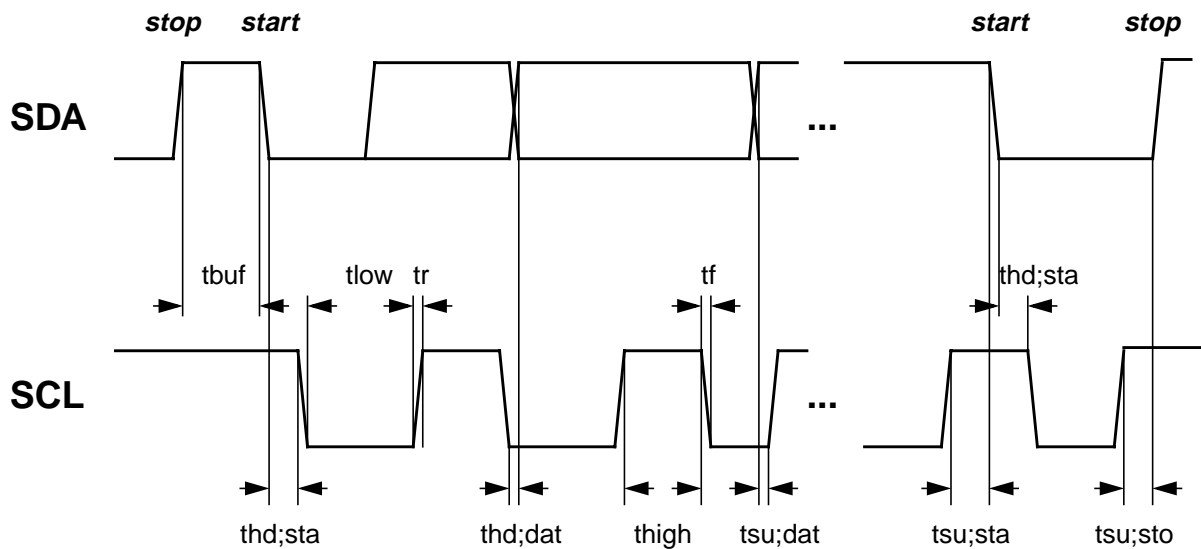 stop start start stop
SDA ...
tbuf tlow tr tf thd;sta
SCL ...
thd;sta thd;dat thigh tsu;dat tsu;sta tsu;sto